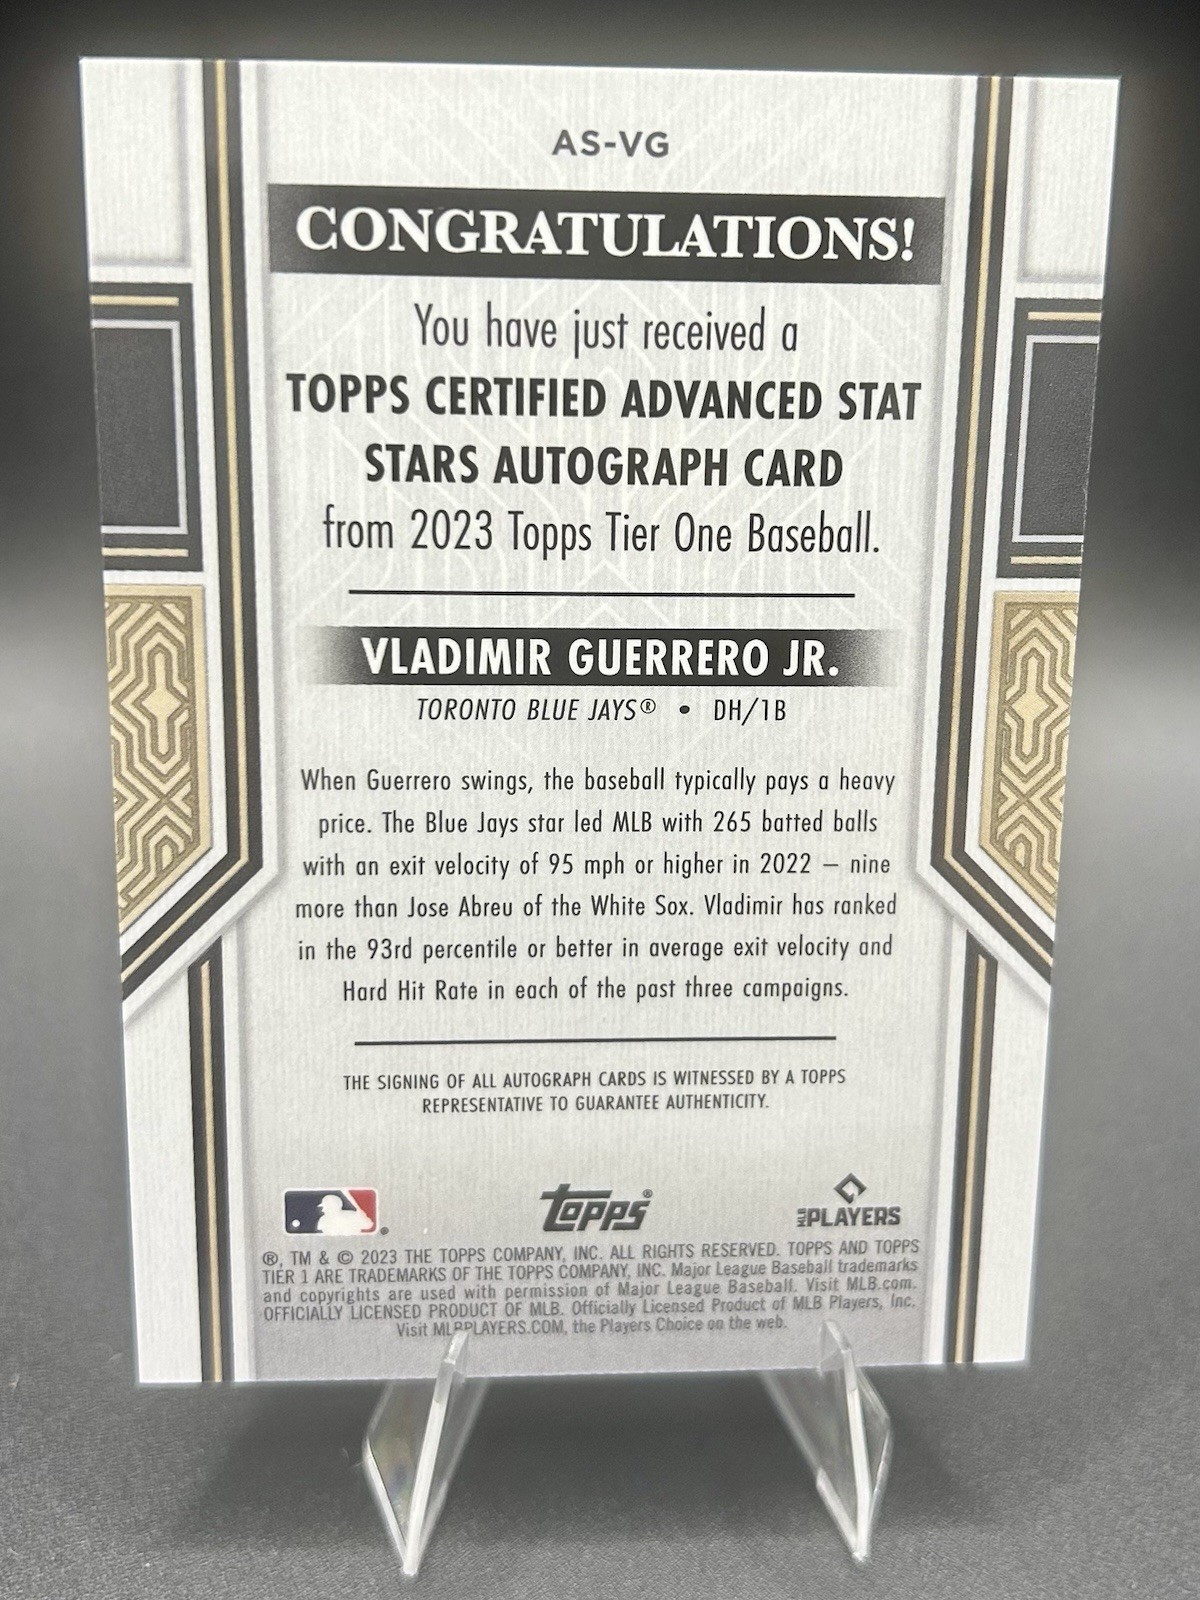 AS-VG
CONGRATULATIONS!
You have just received a
TOPPS CERTIFIED ADVANCED STAT
STARS AUTOGRAPH CARD
from 2023 Topps Tier One Baseball.
VLADIMIR GUERRERO JR.
TORONTO BLUE JAYS® • DH/1B
When Guerrero swings, the baseball typically pays a heavy
price. The Blue Jays star led MLB with 265 batted balls
with an exit velocity of 95 mph or higher in 2022 – nine
more than Jose Abreu of the White Sox. Vladimir has ranked
in the 93rd percentile or better in average exit velocity and
Hard Hit Rate in each of the past three campaigns.
THE SIGNING OF ALL AUTOGRAPH CARDS IS WITNESSED BY A TOPPS
REPRESENTATIVE TO GUARANTEE AUTHENTICITY.
® topps® MLB PLAYERS
®, TM & © 2023 THE TOPPS COMPANY, INC. ALL RIGHTS RESERVED. TOPPS AND TOPPS
TIER 1 ARE TRADEMARKS OF THE TOPPS COMPANY, INC. Major League Baseball trademarks
and copyrights are used with permission of Major League Baseball. Visit MLB.com.
OFFICIALLY LICENSED PRODUCT OF MLB. Officially Licensed Product of MLB Players, Inc.
Visit MLBPLAYERS.COM, the Players Choice on the web.